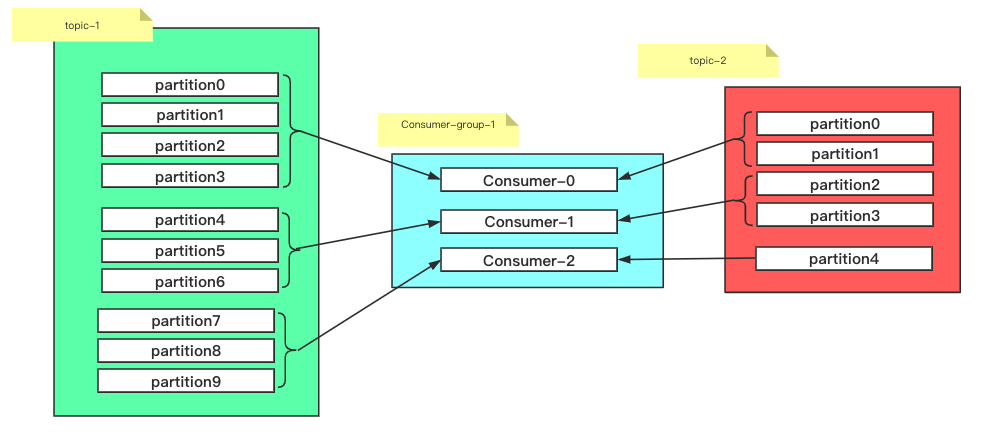 topic-1
partition0
partition1
partition2
partition3
partition4
partition5
partition6
partition7
partition8
partition9
Consumer-group-1
Consumer-0
Consumer-1
Consumer-2
topic-2
partition0
partition1
partition2
partition3
partition4